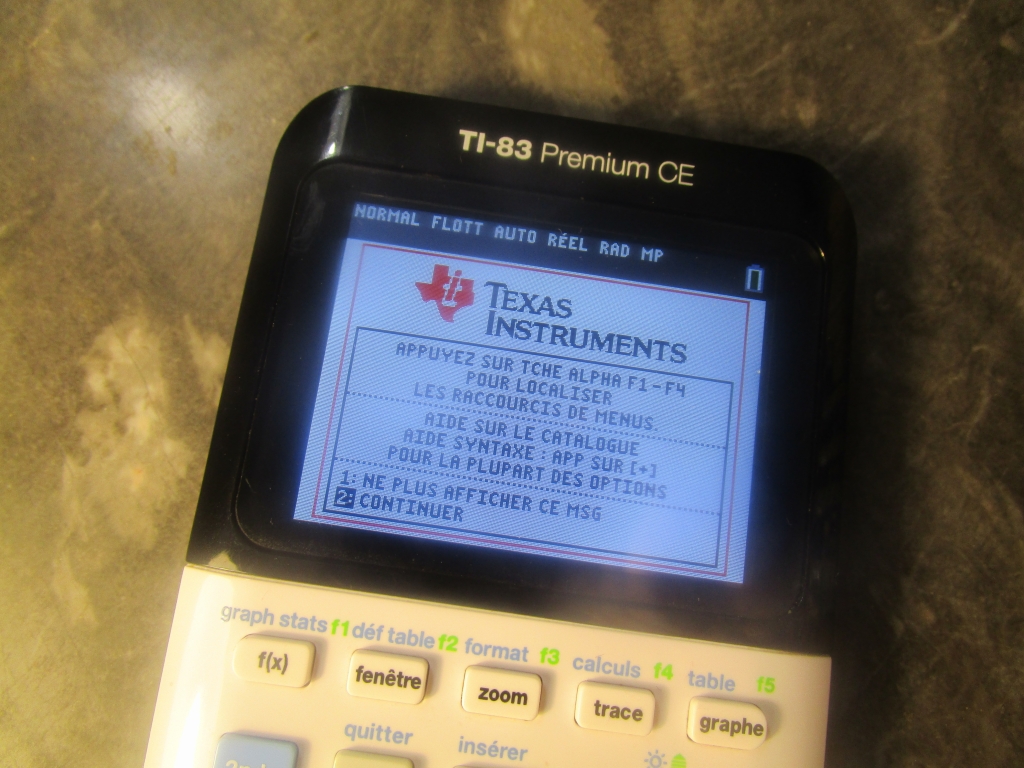 TI-83 Premium CE
NORMAL FLOTT AUTO RÉEL RAD MP
TEXAS
INSTRUMENTS
APPUYEZ SUR TCHE ALPHA F1-F4
POUR LOCALISER
LES RACCOURCIS DE MENUS.
AIDE SUR LE CATALOGUE
AIDE SYNTAXE : APP SUR [+]
POUR LA PLUPART DES OPTIONS
1: NE PLUS AFFICHER CE MSG
2: CONTINUER
graph stats f1 déf table f2 format f3 calculs f4 table f5
f(x) fenêtre zoom trace graphe
quitter insérer